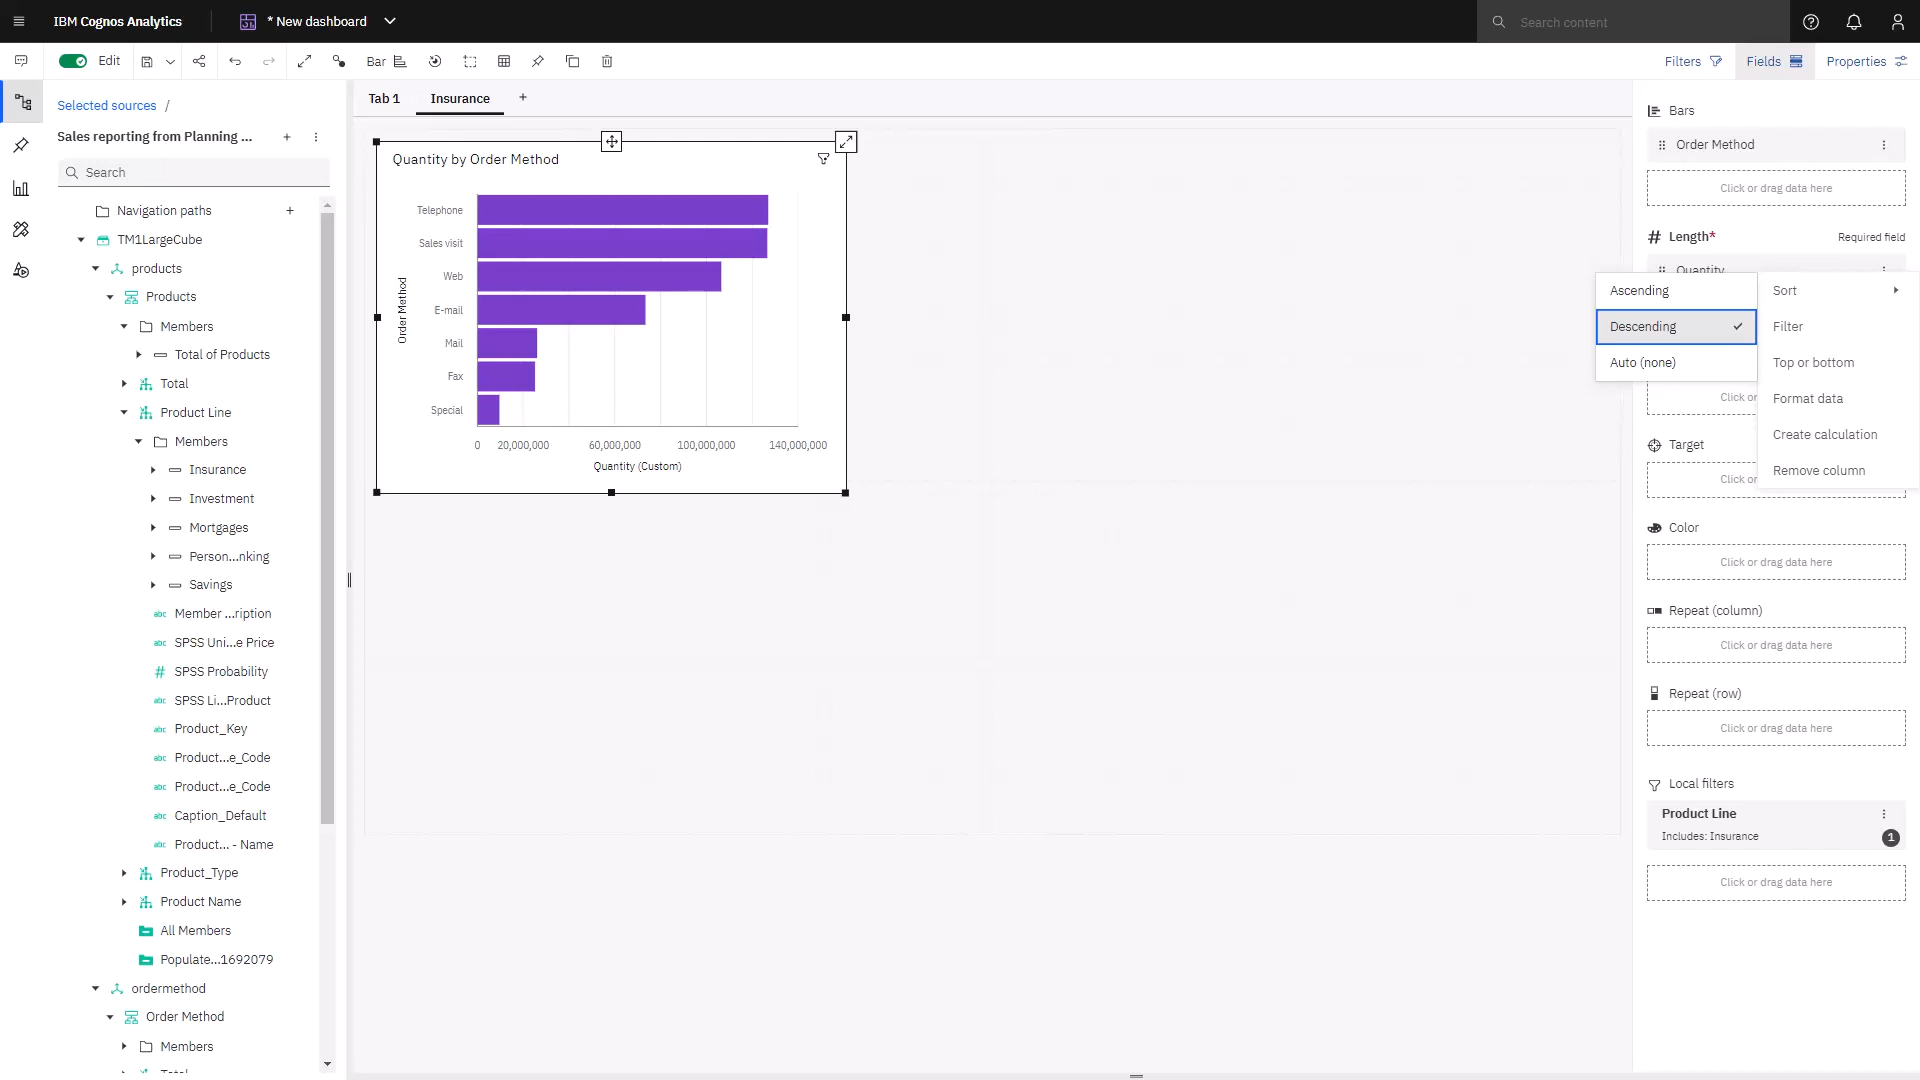 IBM Cognos Analytics
* New dashboard
Search content
Edit
Bar
Filters
Fields
Properties
Selected sources /
Sales reporting from Planning ...
Search
Navigation paths
TM1LargeCube
products
Products
Members
Total of Products
Total
Product Line
Members
Insurance
Investment
Mortgages
Person...nking
Savings
Member ...ription
SPSS Uni...e Price
SPSS Probability
SPSS Li...Product
Product_Key
Product...e_Code
Product...e_Code
Caption_Default
Product... - Name
Product_Type
Product Name
All Members
Populate...1692079
ordermethod
Order Method
Members
Tab 1
Insurance
Quantity by Order Method
Order Method
Telephone
Sales visit
Web
E-mail
Mail
Fax
Special
0 20,000,000 60,000,000 100,000,000 140,000,000
Quantity (Custom)
Bars
Order Method
Click or drag data here
Length* Required field
Quantity
Ascending
Descending
Auto (none)
Sort
Filter
Top or bottom
Format data
Create calculation
Remove column
Click or
Target
Click or
Color
Click or drag data here
Repeat (column)
Click or drag data here
Repeat (row)
Click or drag data here
Local filters
Product Line
Includes: Insurance
1
Click or drag data here